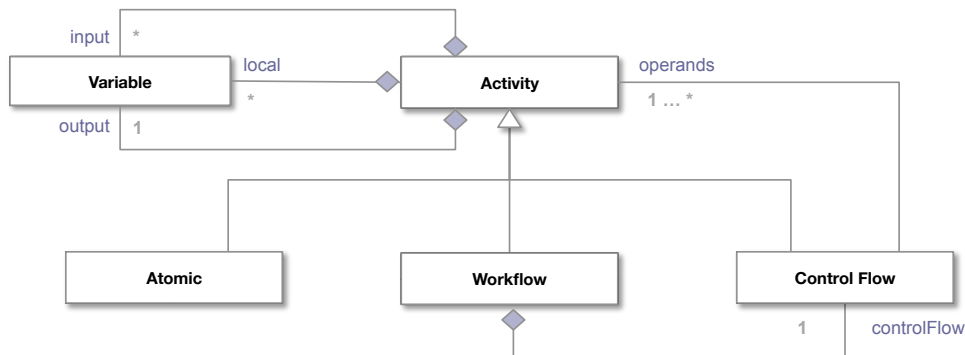 input *
Variable
local
*
output 1
Activity
operands
1 ... *
Atomic
Workflow
Control Flow
1 controlFlow